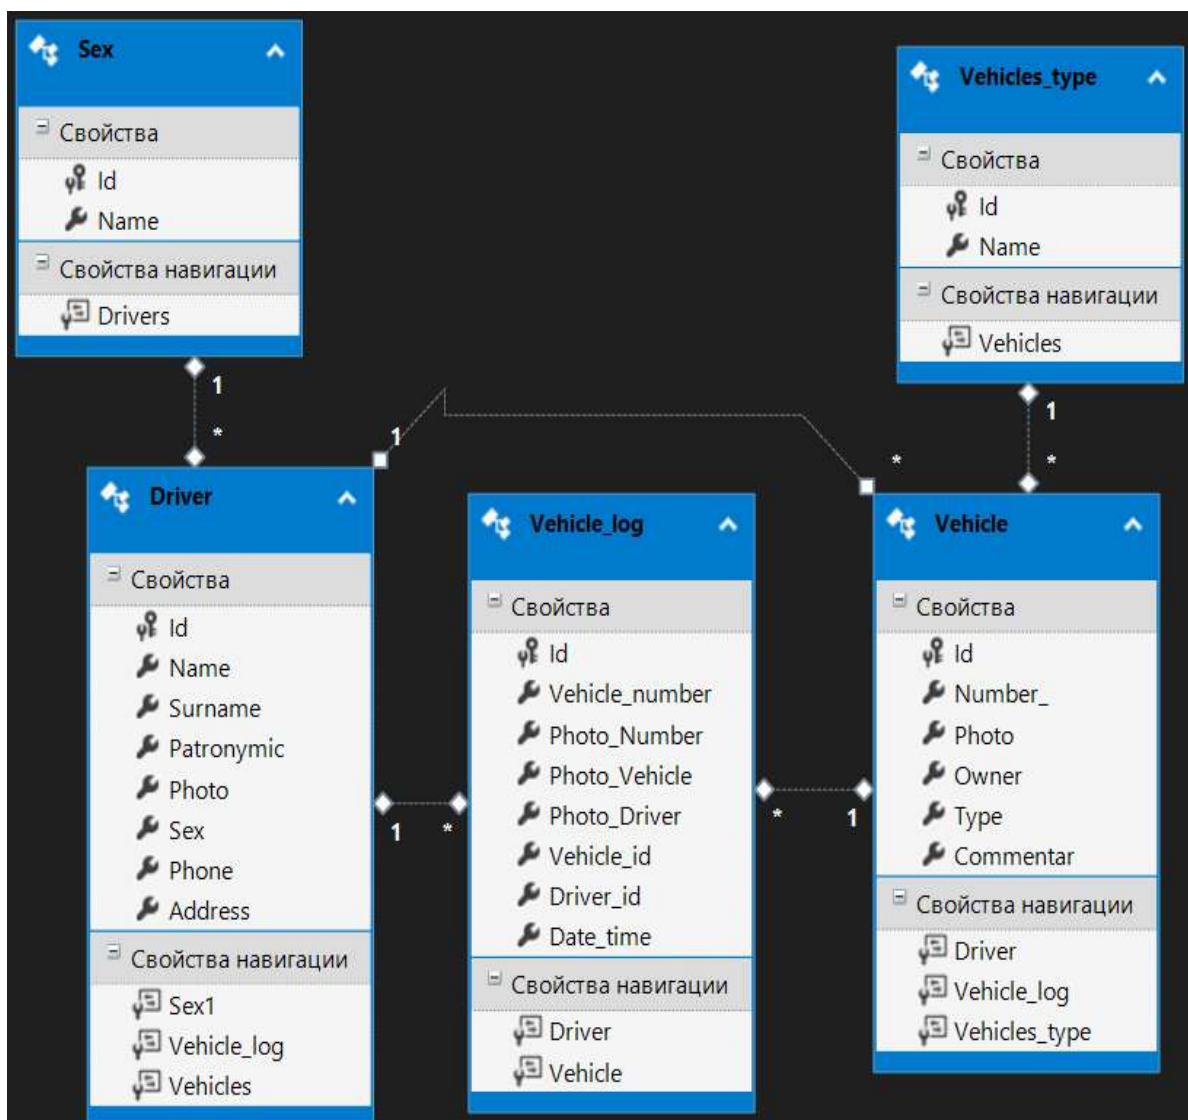 Sex
Свойства
Id
Name
Свойства навигации
Drivers
1
*
Vehicles_type
Свойства
Id
Name
Свойства навигации
Vehicles
1
*
1
*
Driver
Свойства
Id
Name
Surname
Patronymic
Photo
Sex
Phone
Address
Свойства навигации
Sex1
Vehicle_log
Vehicles
1
*
Vehicle_log
Свойства
Id
Vehicle_number
Photo_Number
Photo_Vehicle
Photo_Driver
Vehicle_id
Driver_id
Date_time
Свойства навигации
Driver
Vehicle
*
1
Vehicle
Свойства
Id
Number_
Photo
Owner
Type
Commentar
Свойства навигации
Driver
Vehicle_log
Vehicles_type